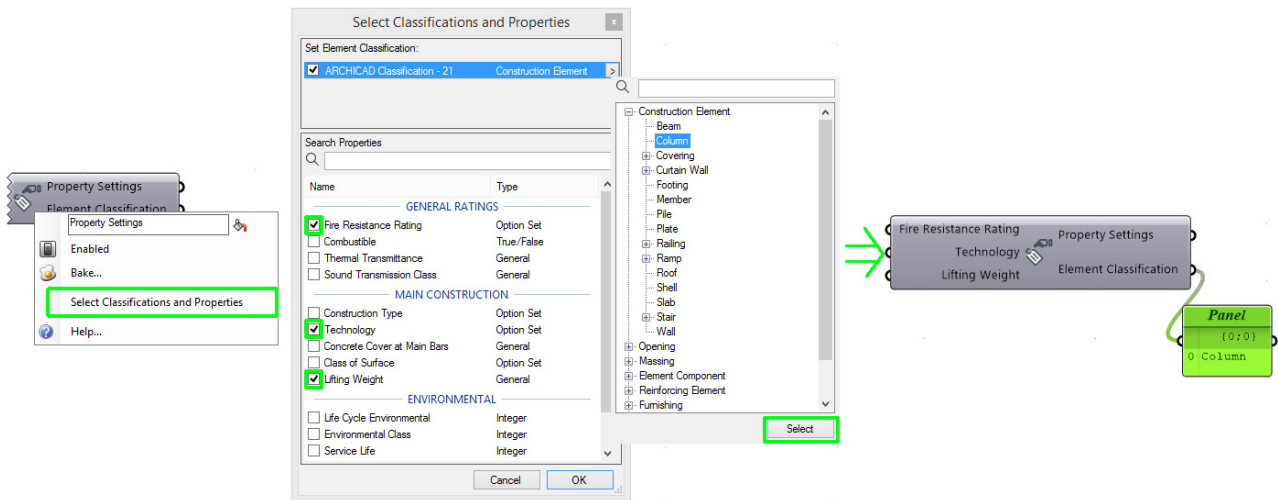 Property Settings
Element Classification
Property Settings
Enabled
Bake...
Select Classifications and Properties
Help...
Select Classifications and Properties
x
Set Element Classification:
ARCHICAD Classification - 21 Construction Element >
Search Properties
Name Type
GENERAL RATINGS
Fire Resistance Rating Option Set
Combustible True/False
Thermal Transmittance General
Sound Transmission Class General
MAIN CONSTRUCTION
Construction Type Option Set
Technology Option Set
Concrete Cover at Main Bars General
Class of Surface Option Set
Lifting Weight General
ENVIRONMENTAL
Life Cycle Environmental Integer
Environmental Class Integer
Service Life Integer
Cancel OK
Construction Element
Beam
Column
Covering
Curtain Wall
Footing
Member
Pile
Plate
Railing
Ramp
Roof
Shell
Slab
Stair
Wall
Opening
Massing
Element Component
Reinforcing Element
Furnishing
Select
Fire Resistance Rating
Technology
Lifting Weight
Property Settings
Element Classification
Panel
{0;0}
0 Column